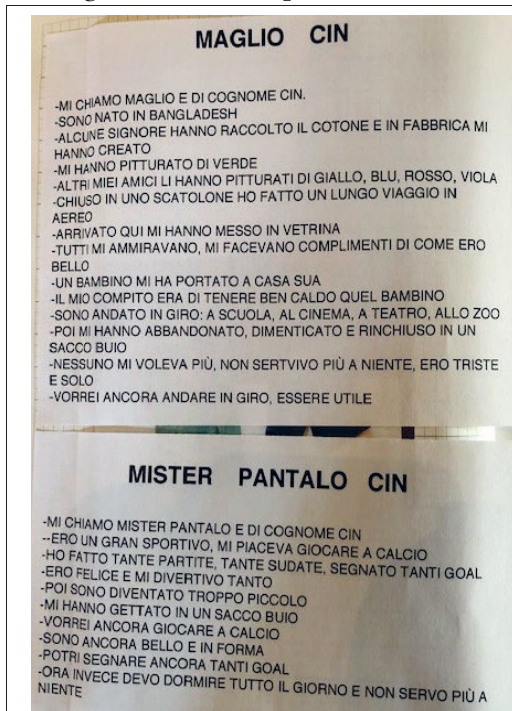 MAGLIO CIN
-MI CHIAMO MAGLIO E DI COGNOME CIN.
-SONO NATO IN BANGLADESH
-ALCUNE SIGNORE HANNO RACCOLTO IL COTONE E IN FABBRICA MI
HANNO CREATO
-MI HANNO PITTURATO DI VERDE
-ALTRI MIEI AMICI LI HANNO PITTURATI DI GIALLO, BLU, ROSSO, VIOLA
-CHIUSO IN UNO SCATOLONE HO FATTO UN LUNGO VIAGGIO IN
AEREO
-ARRIVATO QUI MI HANNO MESSO IN VETRINA
-TUTTI MI AMMIRAVANO, MI FACEVANO COMPLIMENTI DI COME ERO
BELLO
-UN BAMBINO MI HA PORTATO A CASA SUA
-IL MIO COMPITO ERA DI TENERE BEN CALDO QUEL BAMBINO
-SONO ANDATO IN GIRO: A SCUOLA, AL CINEMA, A TEATRO, ALLO ZOO
-POI MI HANNO ABBANDONATO, DIMENTICATO E RINCHIUSO IN UN
SACCO BUIO
-NESSUNO MI VOLEVA PIÙ, NON SERTVIVO PIÙ A NIENTE, ERO TRISTE
E SOLO
-VORREI ANCORA ANDARE IN GIRO, ESSERE UTILE
MISTER PANTALO CIN
-MI CHIAMO MISTER PANTALO E DI COGNOME CIN
--ERO UN GRAN SPORTIVO, MI PIACEVA GIOCARE A CALCIO
-HO FATTO TANTE PARTITE, TANTE SUDATE, SEGNATO TANTI GOAL
-ERO FELICE E MI DIVERTIVO TANTO
-POI SONO DIVENTATO TROPPO PICCOLO
-MI HANNO GETTATO IN UN SACCO BUIO
-VORREI ANCORA GIOCARE A CALCIO
-SONO ANCORA BELLO E IN FORMA
-POTRI SEGNARE ANCORA TANTI GOAL
-ORA INVECE DEVO DORMIRE TUTTO IL GIORNO E NON SERVO PIÙ A
NIENTE